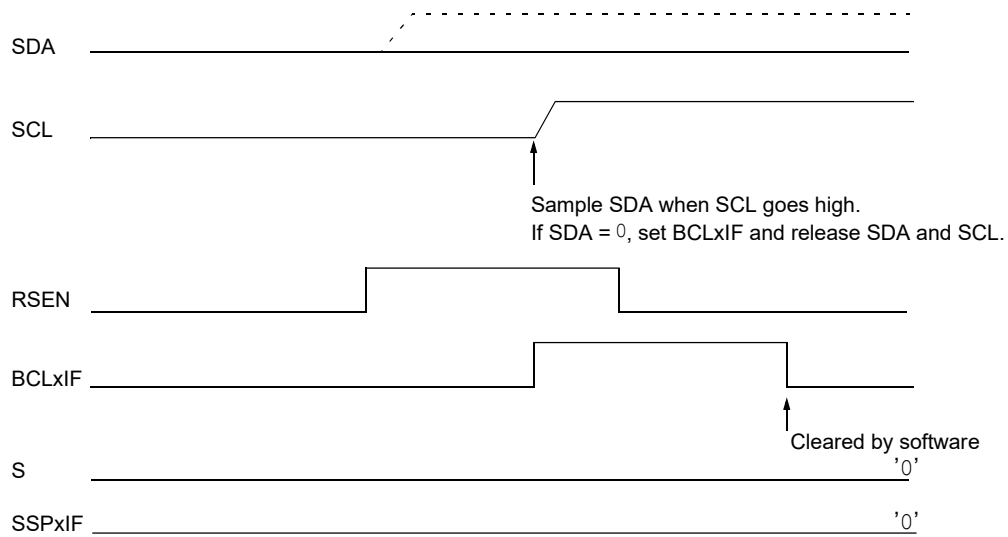 SDA
SCL
Sample SDA when SCL goes high.
If SDA = 0, set BCLxIF and release SDA and SCL.
RSEN
BCLxIF
Cleared by software
S
'0'
SSPxIF
'0'